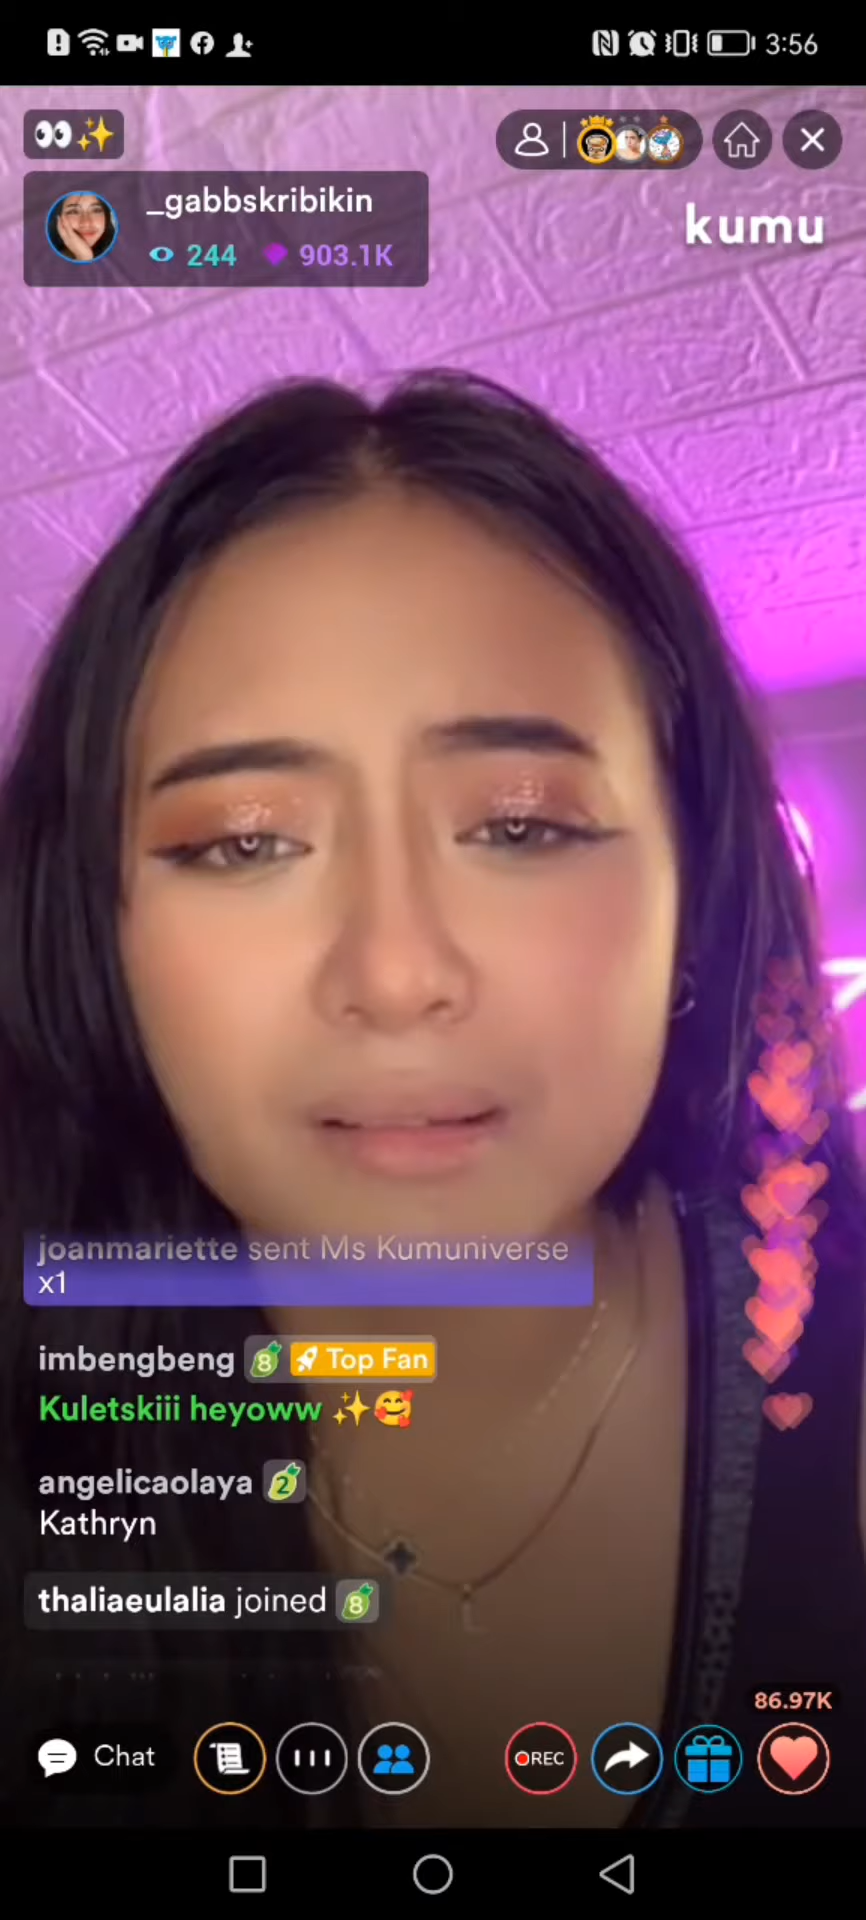 3:56
_gabbskribikin
244 903.1K
kumu
joanmariette sent Ms Kumuniverse
x1
imbengbeng 8 Top Fan
Kuletskiii heyoww
angelicaolaya 2
Kathryn
thaliaeulalia joined 8
86.97K
Chat
REC